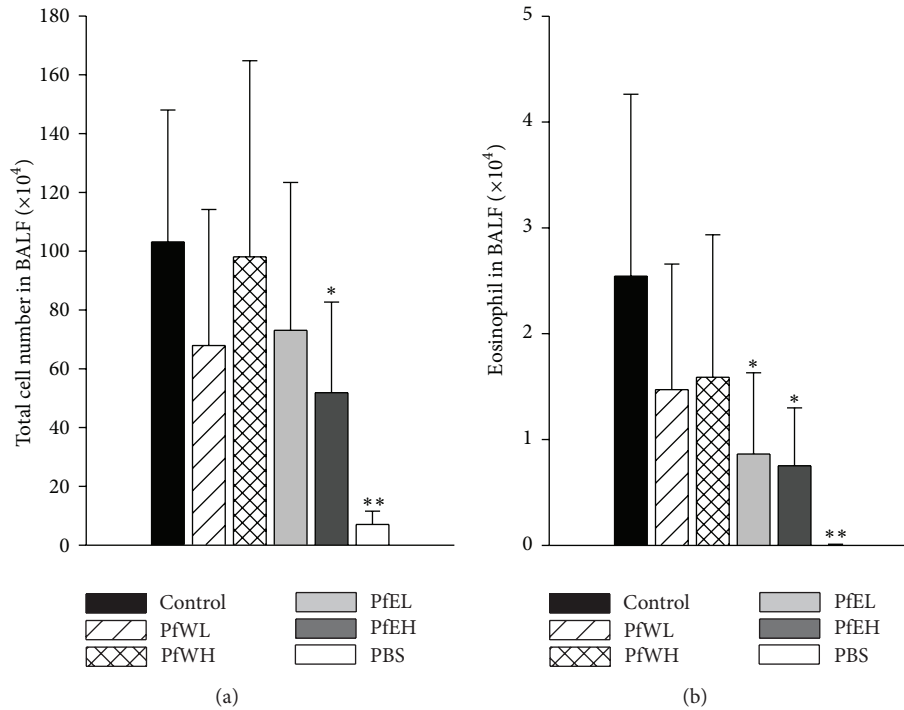 180
160
140
120
100
80
60
40
20
0
Total cell number in BALF (×10⁴)
*
**
Control
PfWL
PfWH
PfEL
PfEH
PBS
(a)
5
4
3
2
1
0
Eosinophil in BALF (×10⁴)
*
*
**
Control
PfWL
PfWH
PfEL
PfEH
PBS
(b)